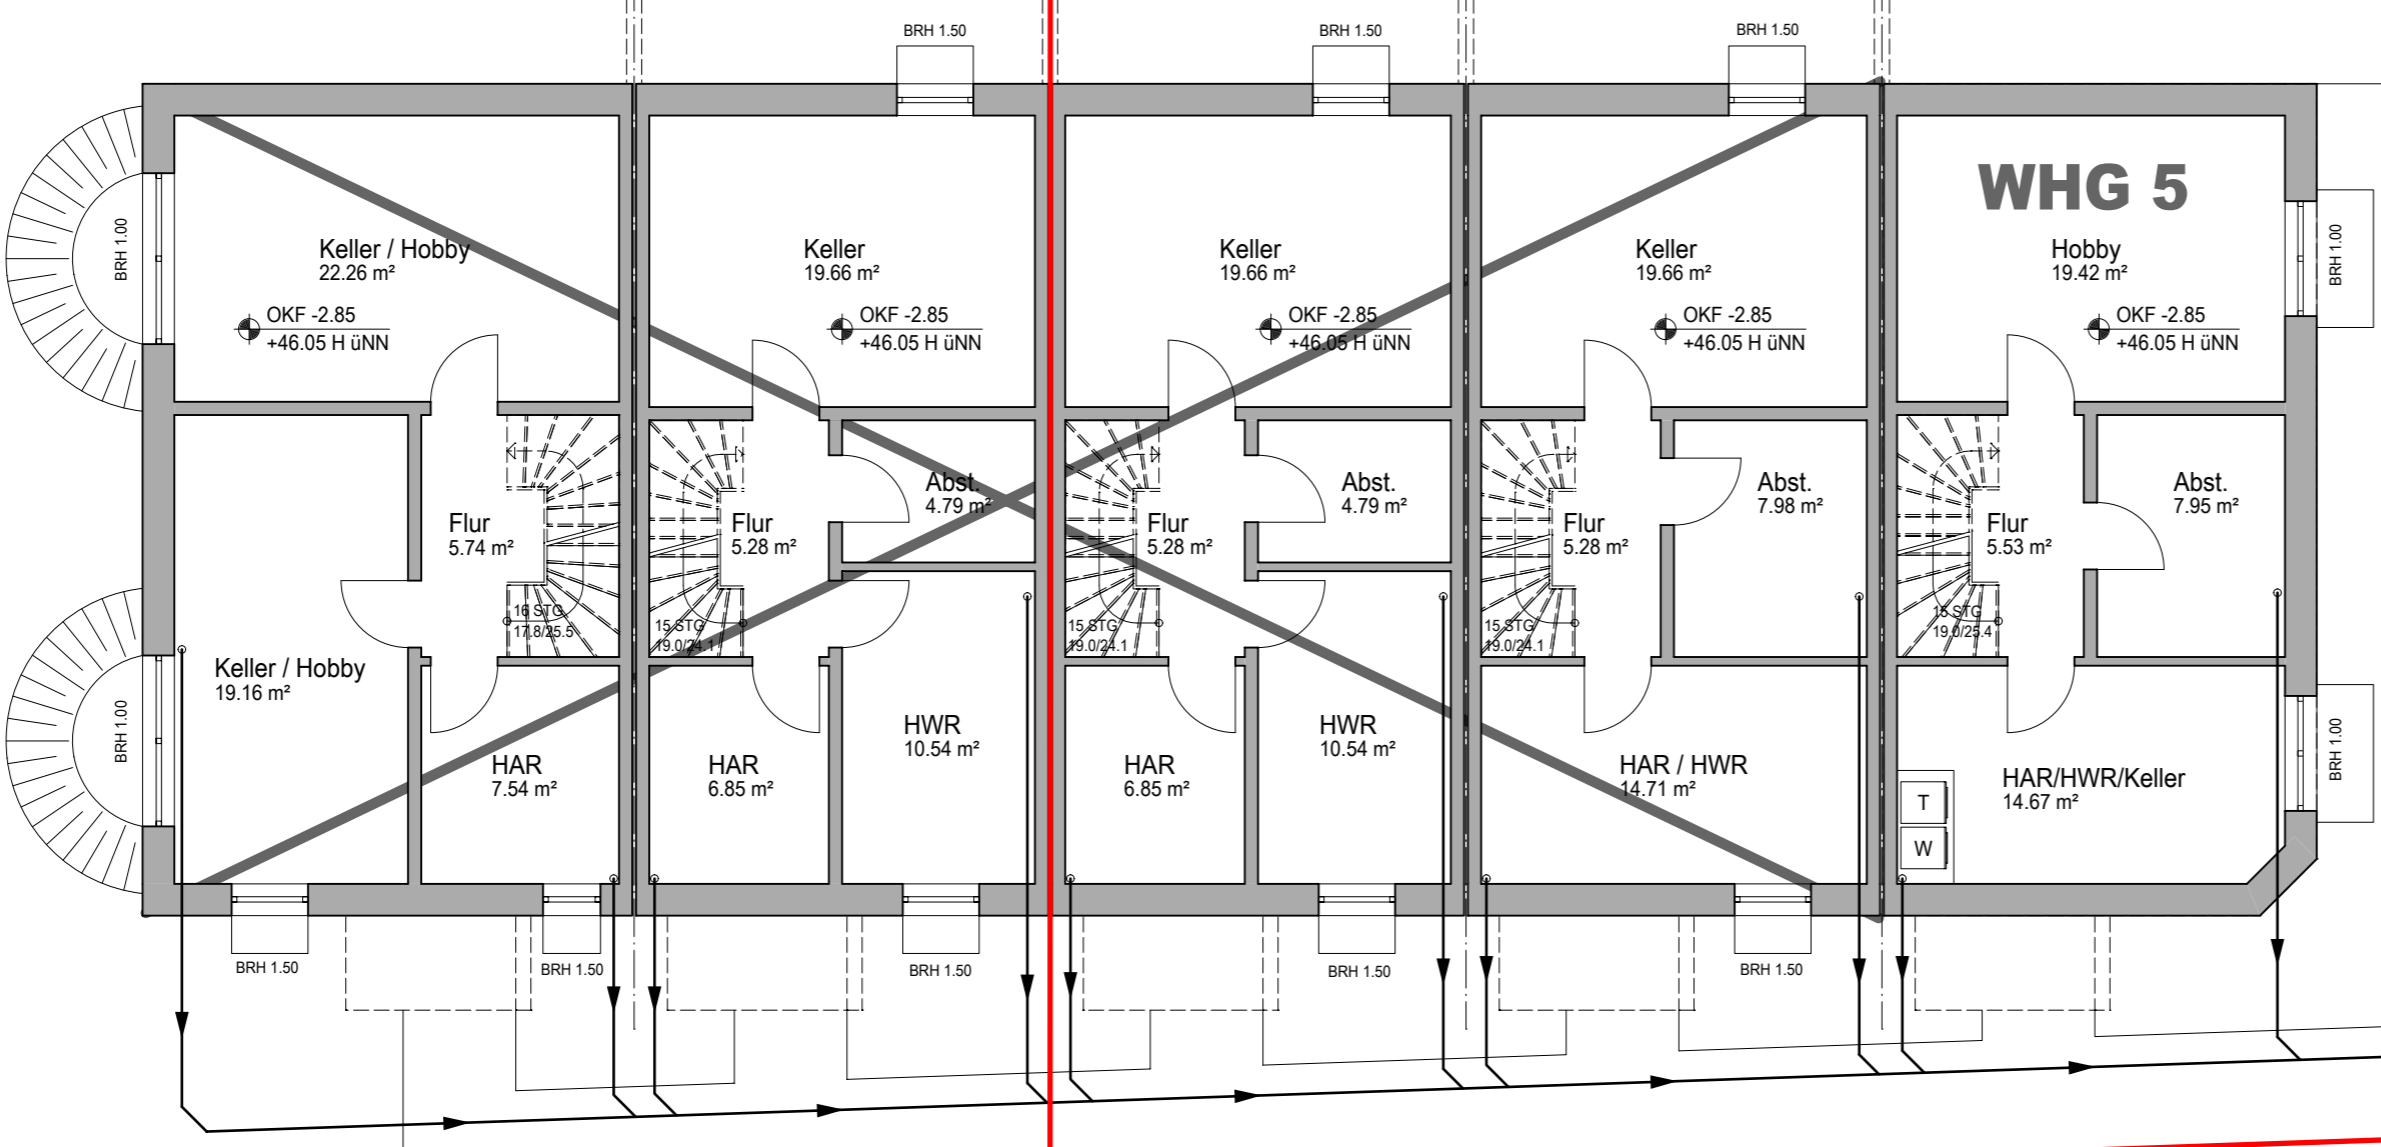 BRH 1.50
BRH 1.50
BRH 1.50
WHG 5
BRH 1.00
Keller / Hobby
22.26 m²
OKF -2.85
+46.05 H üNN
Keller
19.66 m²
OKF -2.85
+46.05 H üNN
Keller
19.66 m²
OKF -2.85
+46.05 H üNN
Keller
19.66 m²
OKF -2.85
+46.05 H üNN
Hobby
19.42 m²
OKF -2.85
+46.05 H üNN
BRH 1.00
Flur
5.74 m²
16 STG
17.8/25.5
Flur
5.28 m²
15 STG
19.0/24.1
Abst.
4.79 m²
Flur
5.28 m²
15 STG
19.0/24.1
Abst.
4.79 m²
Flur
5.28 m²
15 STG
19.0/24.1
Abst.
7.98 m²
Flur
5.53 m²
15 STG
19.0/25.4
Abst.
7.95 m²
BRH 1.00
Keller / Hobby
19.16 m²
HAR
7.54 m²
HAR
6.85 m²
HWR
10.54 m²
HAR
6.85 m²
HWR
10.54 m²
HAR / HWR
14.71 m²
T
W
HAR/HWR/Keller
14.67 m²
BRH 1.00
BRH 1.50
BRH 1.50
BRH 1.50
BRH 1.50
BRH 1.50